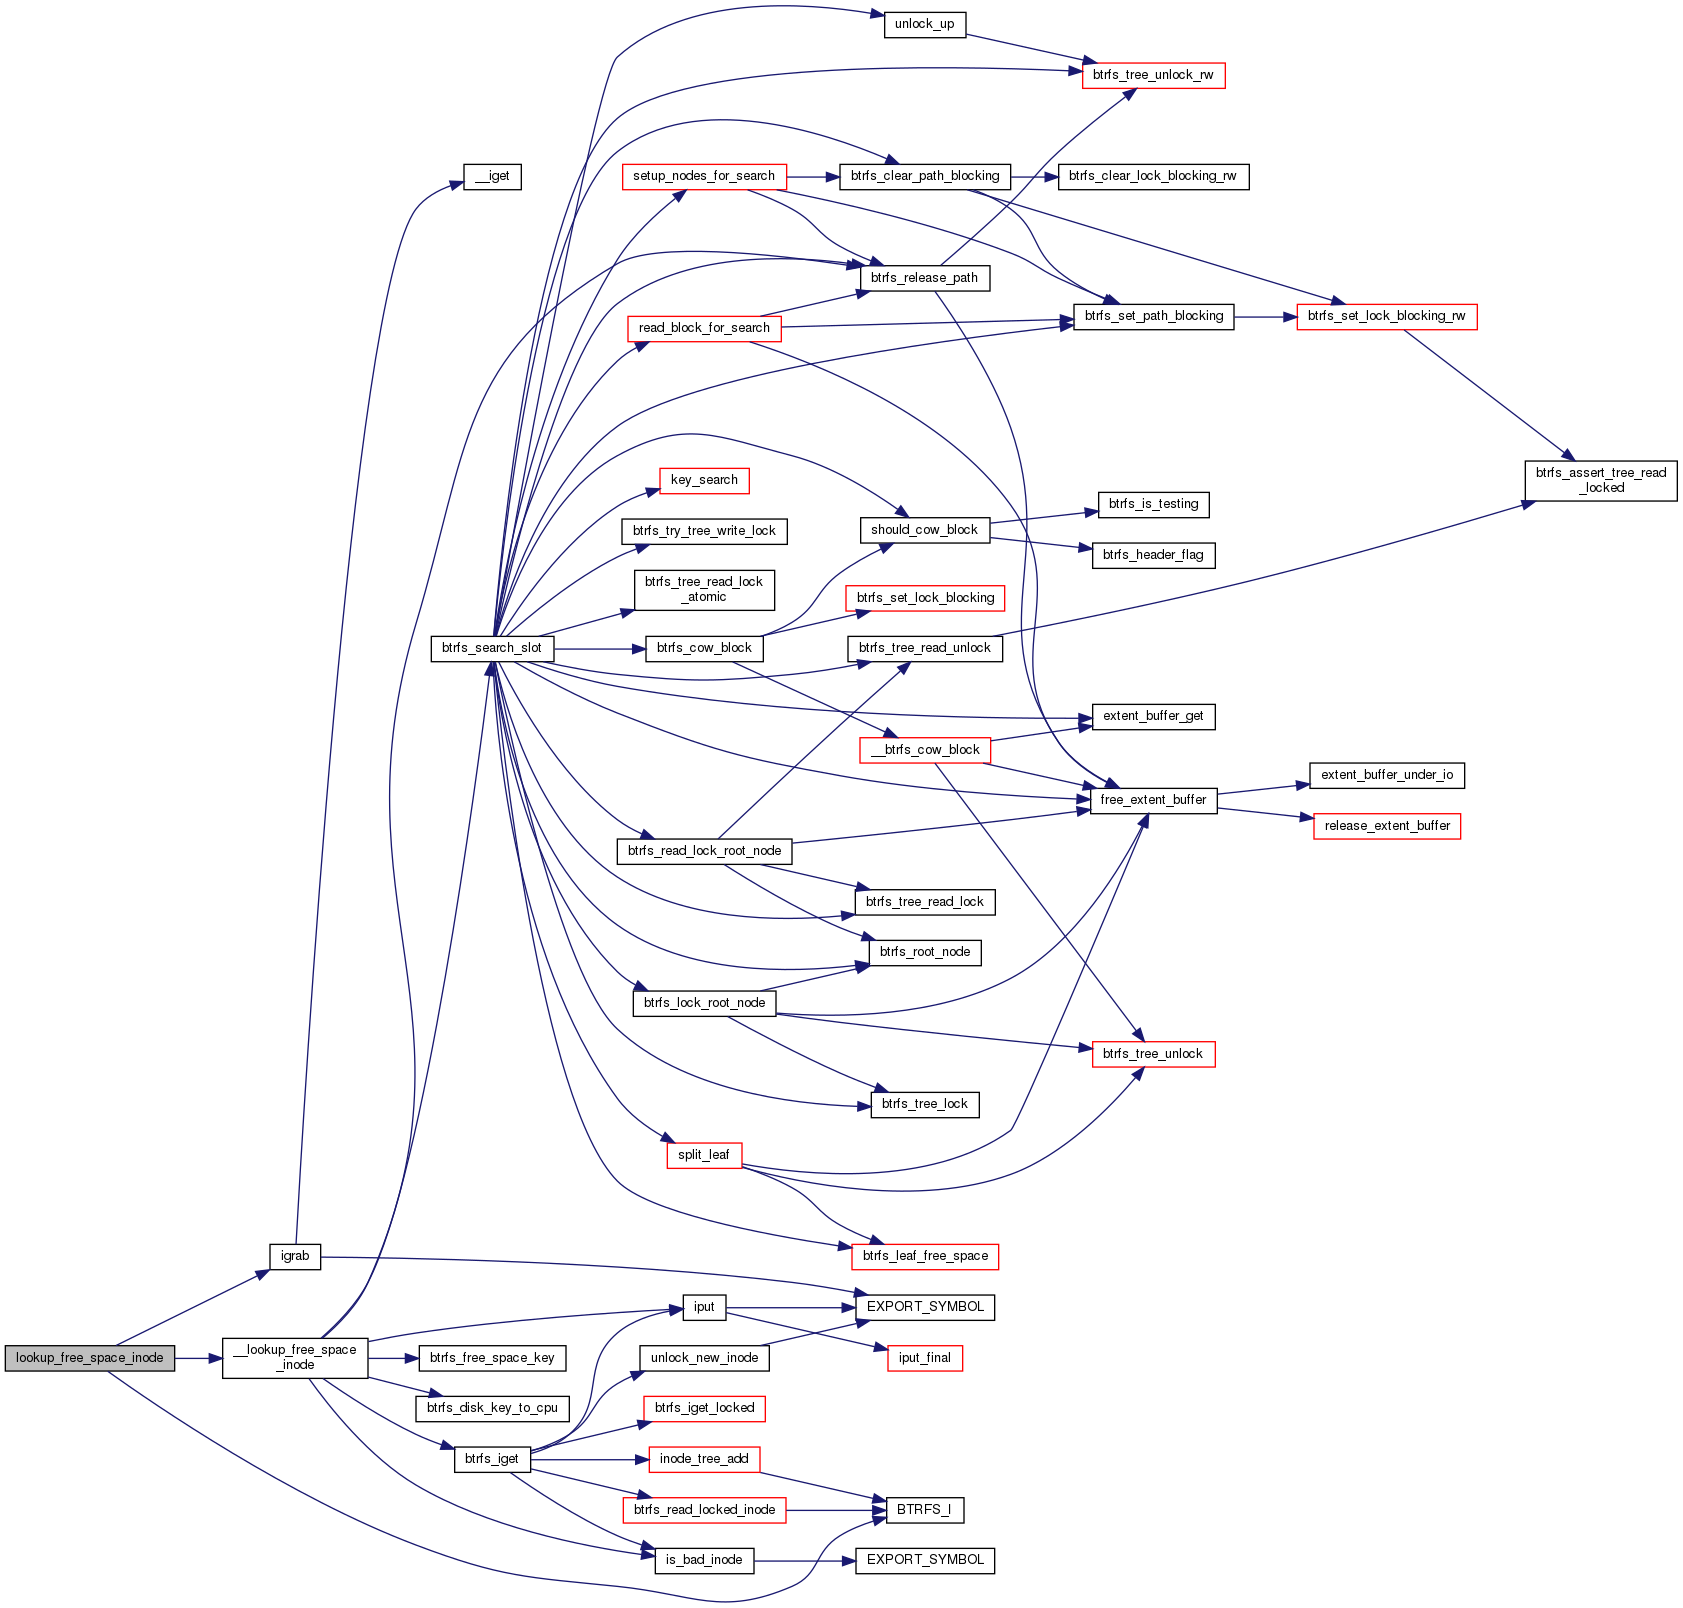 unlock_up
btrfs_tree_unlock_rw
__iget
setup_nodes_for_search
btrfs_clear_path_blocking
btrfs_clear_lock_blocking_rw
btrfs_release_path
read_block_for_search
btrfs_set_path_blocking
btrfs_set_lock_blocking_rw
key_search
btrfs_assert_tree_read
_locked
btrfs_is_testing
btrfs_try_tree_write_lock
should_cow_block
btrfs_header_flag
btrfs_tree_read_lock
_atomic
btrfs_set_lock_blocking
btrfs_search_slot
btrfs_cow_block
btrfs_tree_read_unlock
extent_buffer_get
__btrfs_cow_block
extent_buffer_under_io
free_extent_buffer
release_extent_buffer
btrfs_read_lock_root_node
btrfs_tree_read_lock
btrfs_root_node
btrfs_lock_root_node
btrfs_tree_unlock
btrfs_tree_lock
split_leaf
igrab
btrfs_leaf_free_space
iput
EXPORT_SYMBOL
lookup_free_space_inode
__lookup_free_space
_inode
btrfs_free_space_key
unlock_new_inode
iput_final
btrfs_disk_key_to_cpu
btrfs_iget_locked
btrfs_iget
inode_tree_add
btrfs_read_locked_inode
BTRFS_I
is_bad_inode
EXPORT_SYMBOL